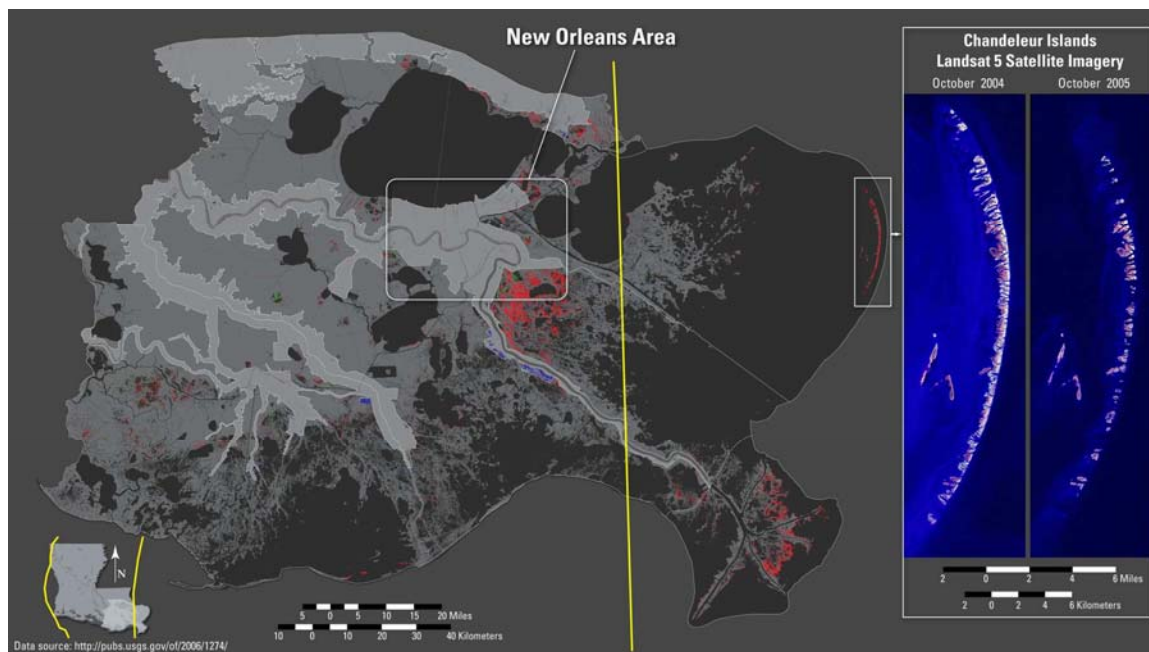 New Orleans Area
Chandeleur Islands
Landsat 5 Satellite Imagery
October 2004 October 2005
N
5 0 5 10 15 20 Miles
10 0 10 20 30 40 Kilometers
2 0 2 4 6 Miles
2 0 2 4 6 Kilometers
Data source: http://pubs.usgs.gov/of/2006/1274/